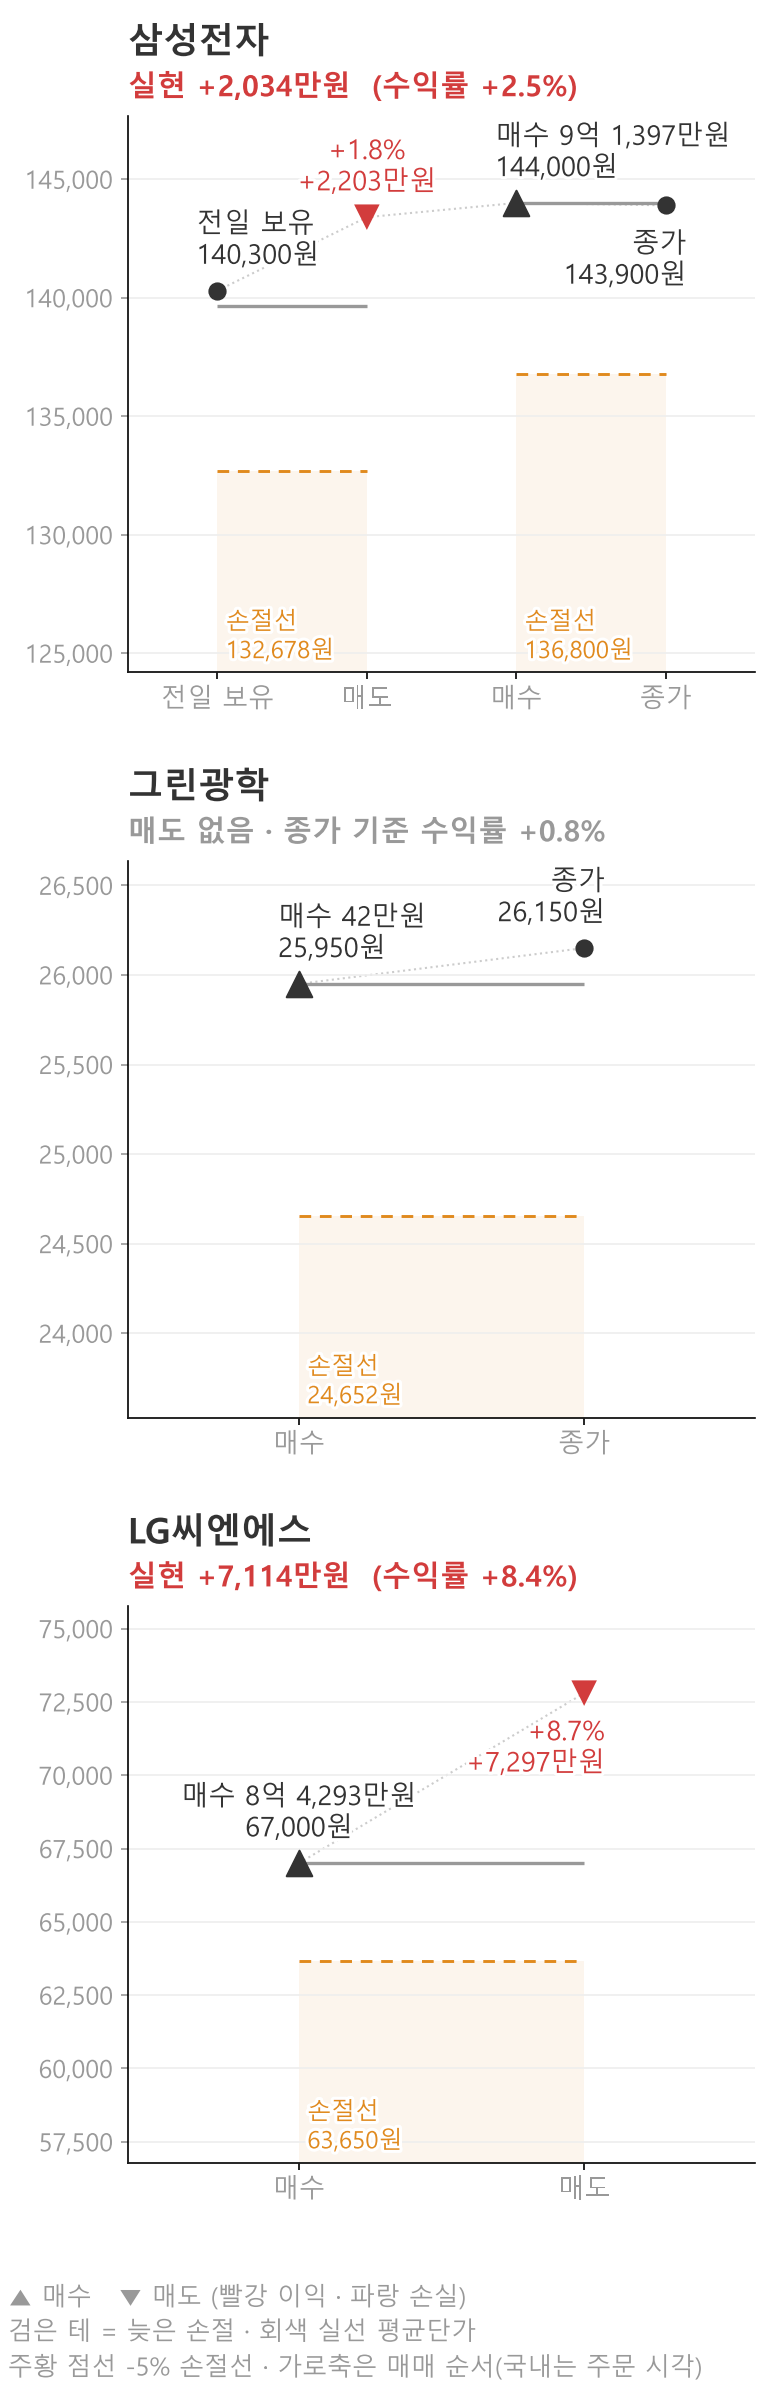 삼성전자
실현 +2,034만원 (수익률 +2.5%)
매수 9억 1,397만원
144,000원
+1.8%
+2,203만원
145,000
전일 보유
140,300원
종가
143,900원
140,000
135,000
130,000
손절선
132,678원
손절선
136,800원
125,000
전일 보유 매도 매수 종가
그린광학
매도 없음 · 종가 기준 수익률 +0.8%
26,500
종가
26,150원
매수 42만원
25,950원
26,000
25,500
25,000
24,500
24,000
손절선
24,652원
매수 종가
LG씨엔에스
실현 +7,114만원 (수익률 +8.4%)
75,000
72,500
+8.7%
+7,297만원
70,000
매수 8억 4,293만원
67,000원
67,500
65,000
62,500
60,000
손절선
63,650원
57,500
매수 매도
▲ 매수 ▼ 매도 (빨강 이익 · 파랑 손실)
검은 테 = 늦은 손절 · 회색 실선 평균단가
주황 점선 -5% 손절선 · 가로축은 매매 순서(국내는 주문 시각)